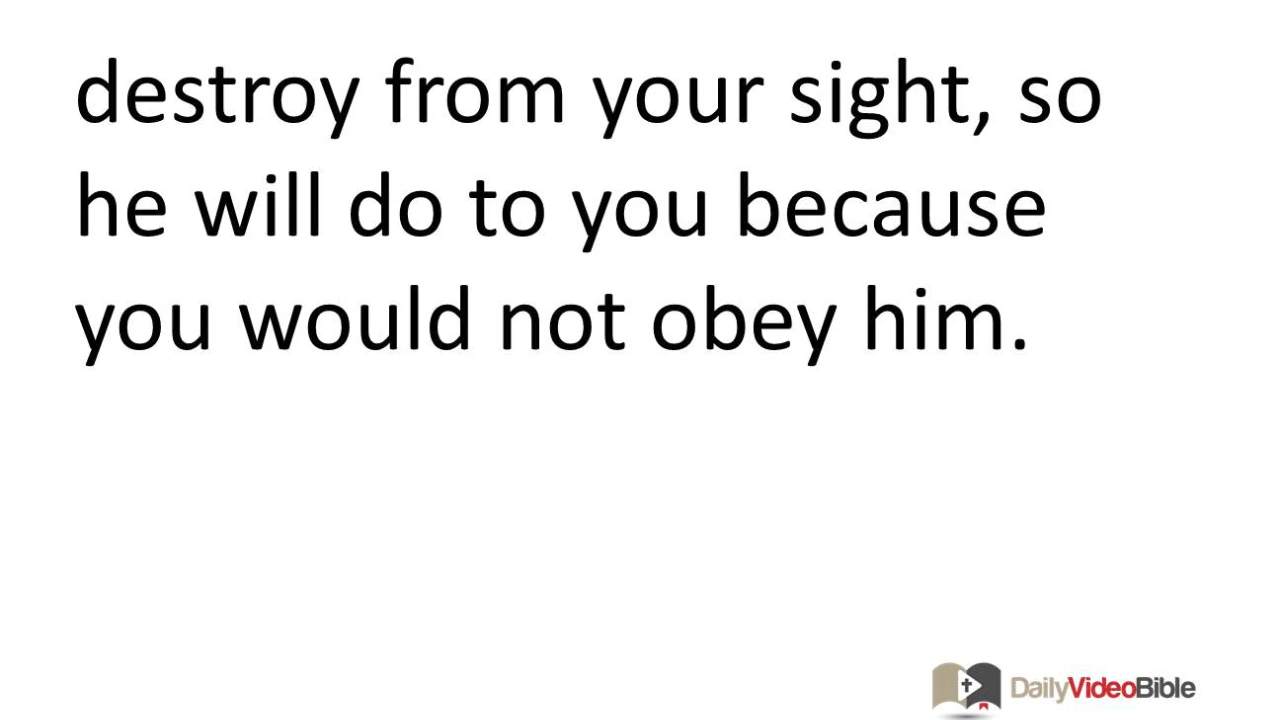 destroy from your sight, so
he will do to you because
you would not obey him.
DailyVideoBible